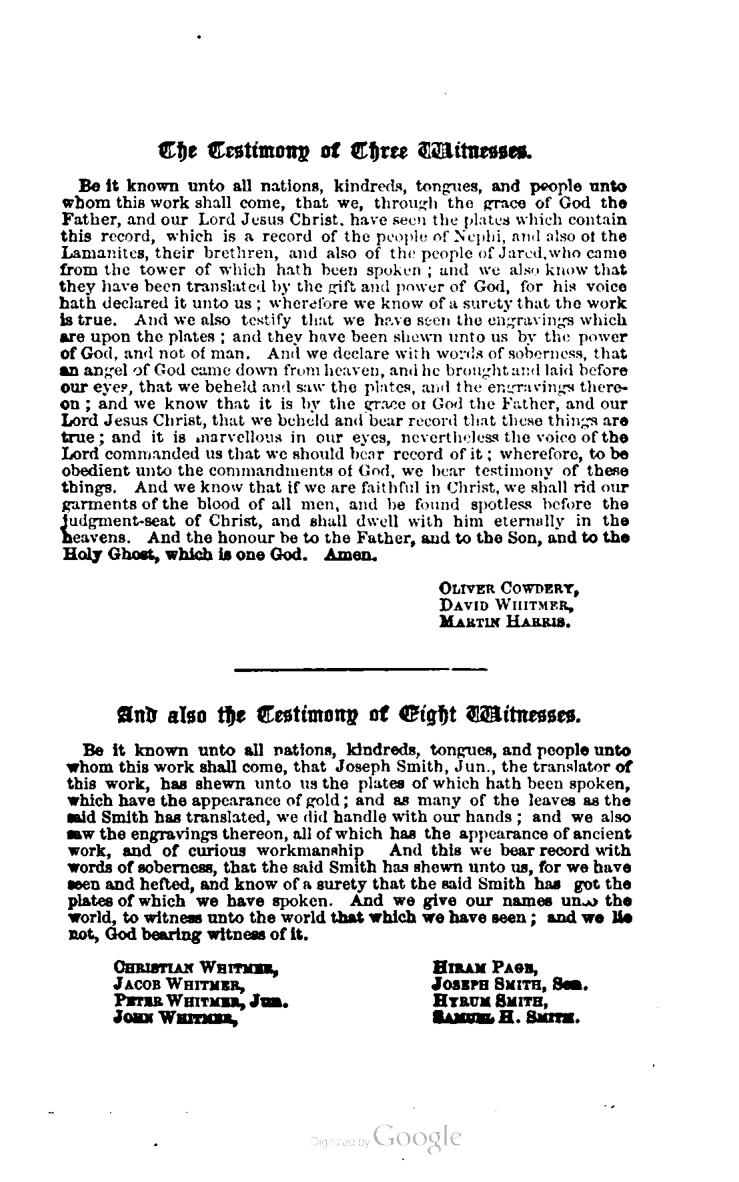 The Testimony of Three Witnesses.
Be it known unto all nations, kindreds, tongues, and people unto
whom this work shall come, that we, through the grace of God the
Father, and our Lord Jesus Christ. have seen the plates which contain
this record, which is a record of the people of Nephi, and also of the
Lamanites, their brethren, and also of the people of Jared, who came
from the tower of which hath been spoken ; and we also know that
they have been translated by the gift and power of God, for his voice
hath declared it unto us ; wherefore we know of a surety that the work
is true. And we also testify that we have seen the engravings which
are upon the plates ; and they have been shewn unto us by the power
of God, and not of man. And we declare with words of soberness, that
an angel of God came down from heaven, and he brought and laid before
our eyes, that we beheld and saw the plates, and the engravings there-
on ; and we know that it is by the grace of God the Father, and our
Lord Jesus Christ, that we beheld and bear record that these things are
true ; and it is marvellous in our eyes, nevertheless the voice of the
Lord commanded us that we should bear record of it ; wherefore, to be
obedient unto the commandments of God, we bear testimony of these
things. And we know that if we are faithful in Christ, we shall rid our
garments of the blood of all men, and be found spotless before the
judgment-seat of Christ, and shall dwell with him eternally in the
heavens. And the honour be to the Father, and to the Son, and to the
Holy Ghost, which is one God. Amen.
OLIVER COWDERY,
DAVID WHITMER,
MARTIN HARRIS.
And also the Testimony of Eight Witnesses.
Be it known unto all nations, kindreds, tongues, and people unto
whom this work shall come, that Joseph Smith, Jun., the translator of
this work, has shewn unto us the plates of which hath been spoken,
which have the appearance of gold ; and as many of the leaves as the
said Smith has translated, we did handle with our hands ; and we also
saw the engravings thereon, all of which has the appearance of ancient
work, and of curious workmanship And this we bear record with
words of soberness, that the said Smith has shewn unto us, for we have
seen and hefted, and know of a surety that the said Smith has got the
plates of which we have spoken. And we give our names unto the
world, to witness unto the world that which we have seen ; and we lie
not, God bearing witness of it.
CHRISTIAN WHITMER,
JACOB WHITMER,
PETER WHITMER, Jun.
JOHN WHITMER,
HIRAM PAGE,
JOSEPH SMITH, Sen.
HYRUM SMITH,
SAMUEL H. SMITH.
Digitized by Google